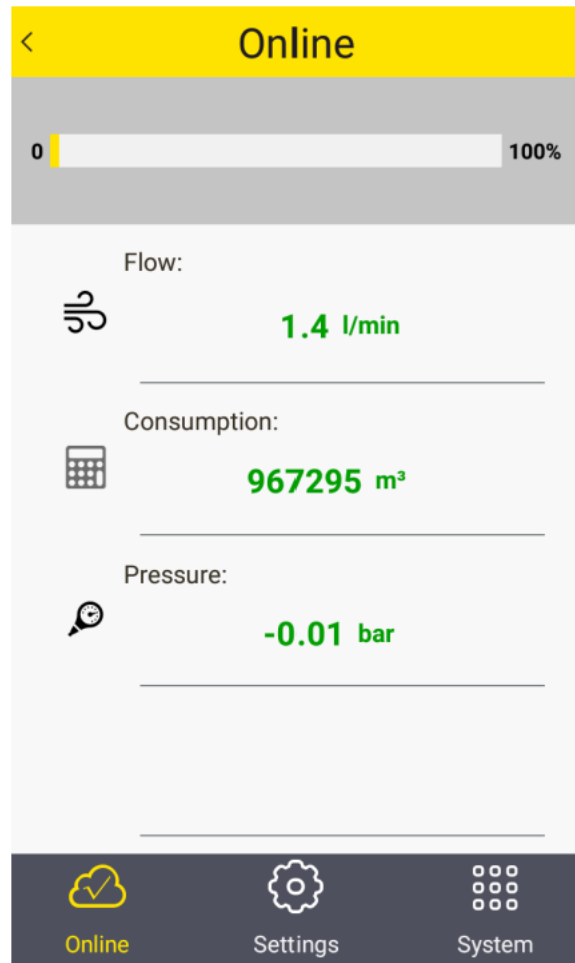 Online
0 100%
Flow:
1.4 l/min
Consumption:
967295 m³
Pressure:
-0.01 bar
Online Settings System